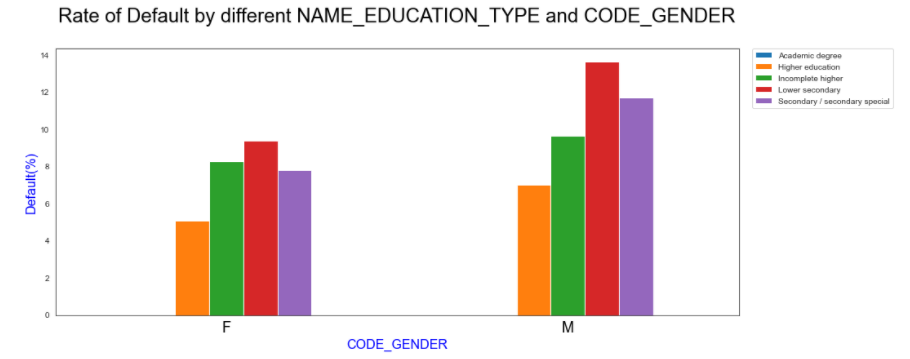 Rate of Default by different NAME_EDUCATION_TYPE and CODE_GENDER
14
12
10
8
6
4
2
0
Default(%)
F
M
CODE_GENDER
Academic degree
Higher education
Incomplete higher
Lower secondary
Secondary / secondary special